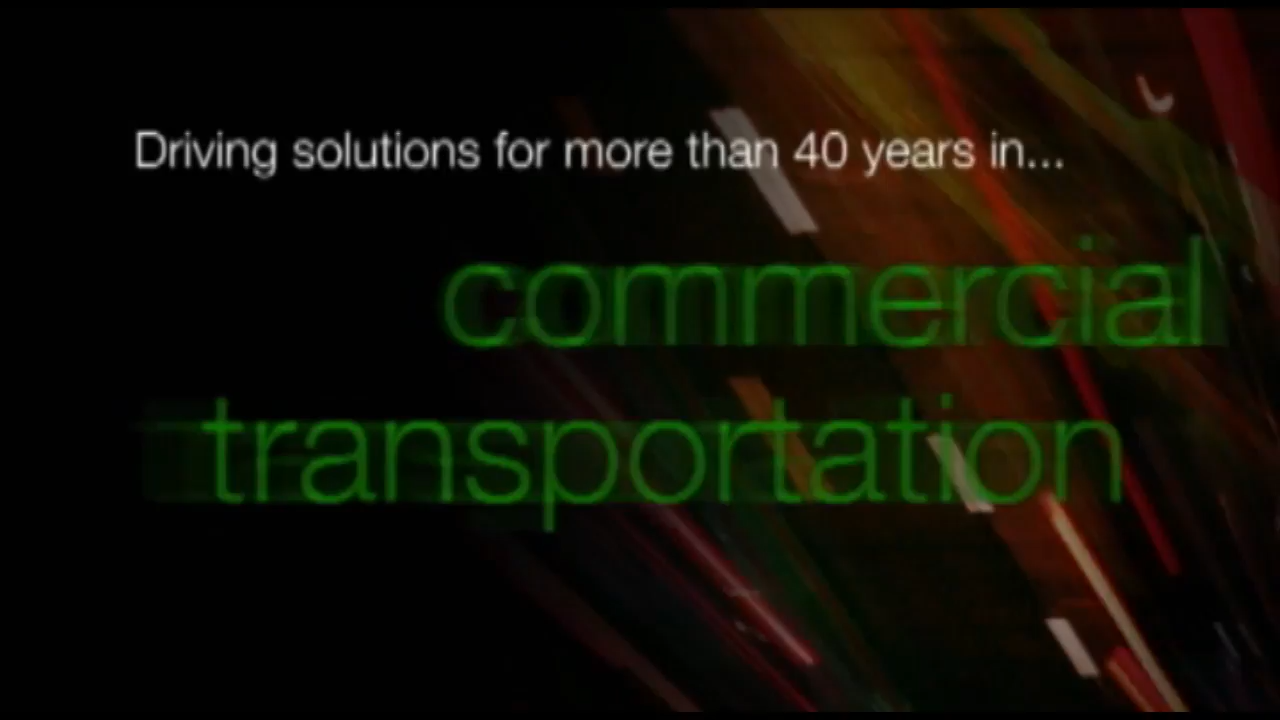 Driving solutions for more than 40 years in...
commercial
transportation